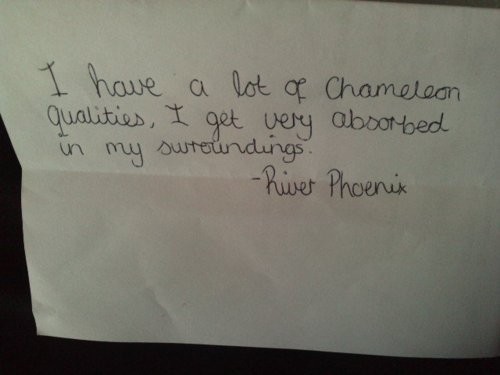 I have a lot of Chameleon
Qualities, I get very absorbed
in my surroundings.
-River Phoenix